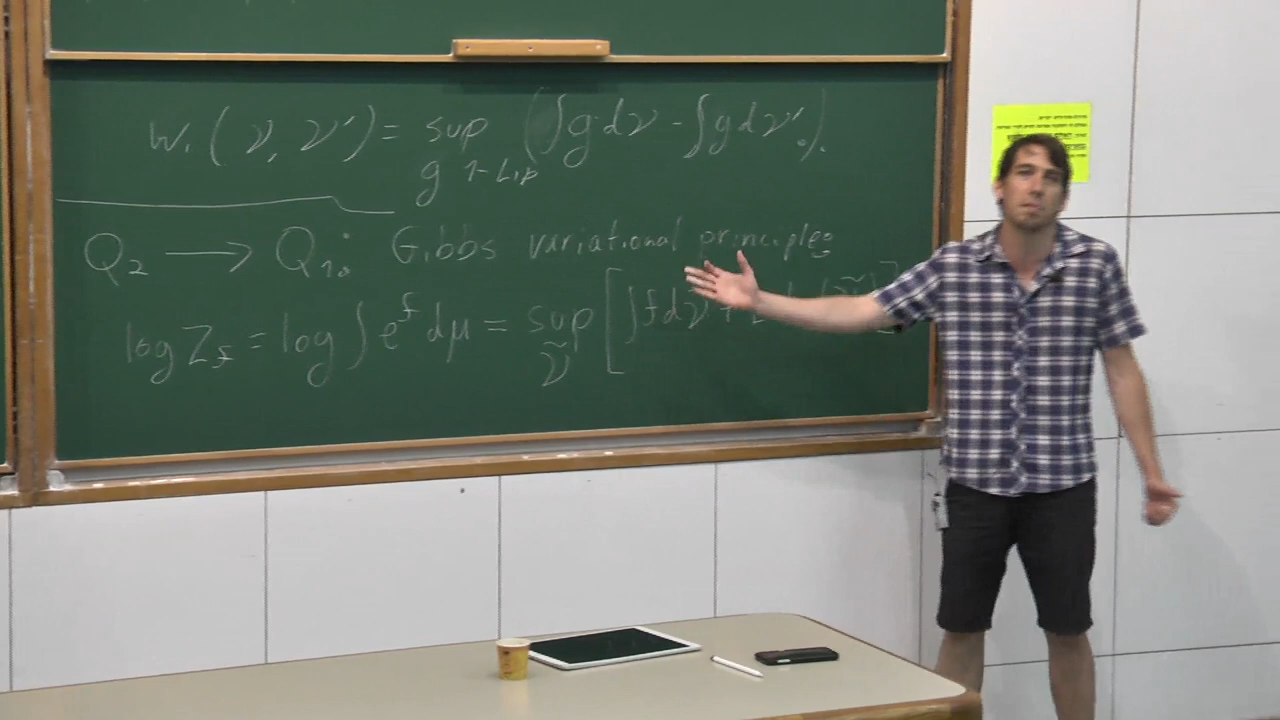 W₁(ν, ν') = sup (∫g dν - ∫g dν').
g 1-Lip
Q₂ → Q₁: Gibbs variational principle:
log Z_f = log ∫ e^f dμ = sup [∫f dν̃ +
ν̃